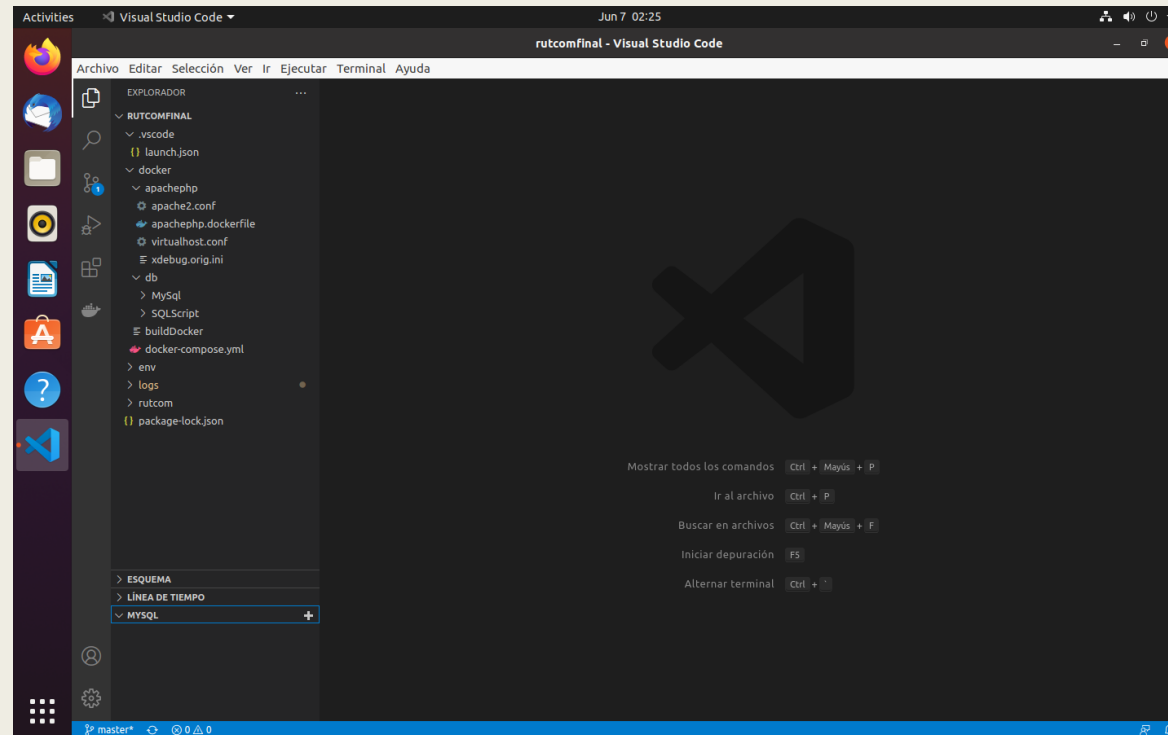 Activities Visual Studio Code Jun 7 02:25
rutcomfinal - Visual Studio Code
Archivo Editar Selección Ver Ir Ejecutar Terminal Ayuda
EXPLORADOR
RUTCOMFINAL
.vscode
{} launch.json
docker
apachephp
apache2.conf
apachephp.dockerfile
virtualhost.conf
xdebug.orig.ini
db
MySql
SQLScript
buildDocker
docker-compose.yml
env
logs
rutcom
{} package-lock.json
ESQUEMA
LÍNEA DE TIEMPO
MYSQL
1
Mostrar todos los comandos Ctrl + Mayús + P
Ir al archivo Ctrl + P
Buscar en archivos Ctrl + Mayús + F
Iniciar depuración F5
Alternar terminal Ctrl + `
master* 0 0